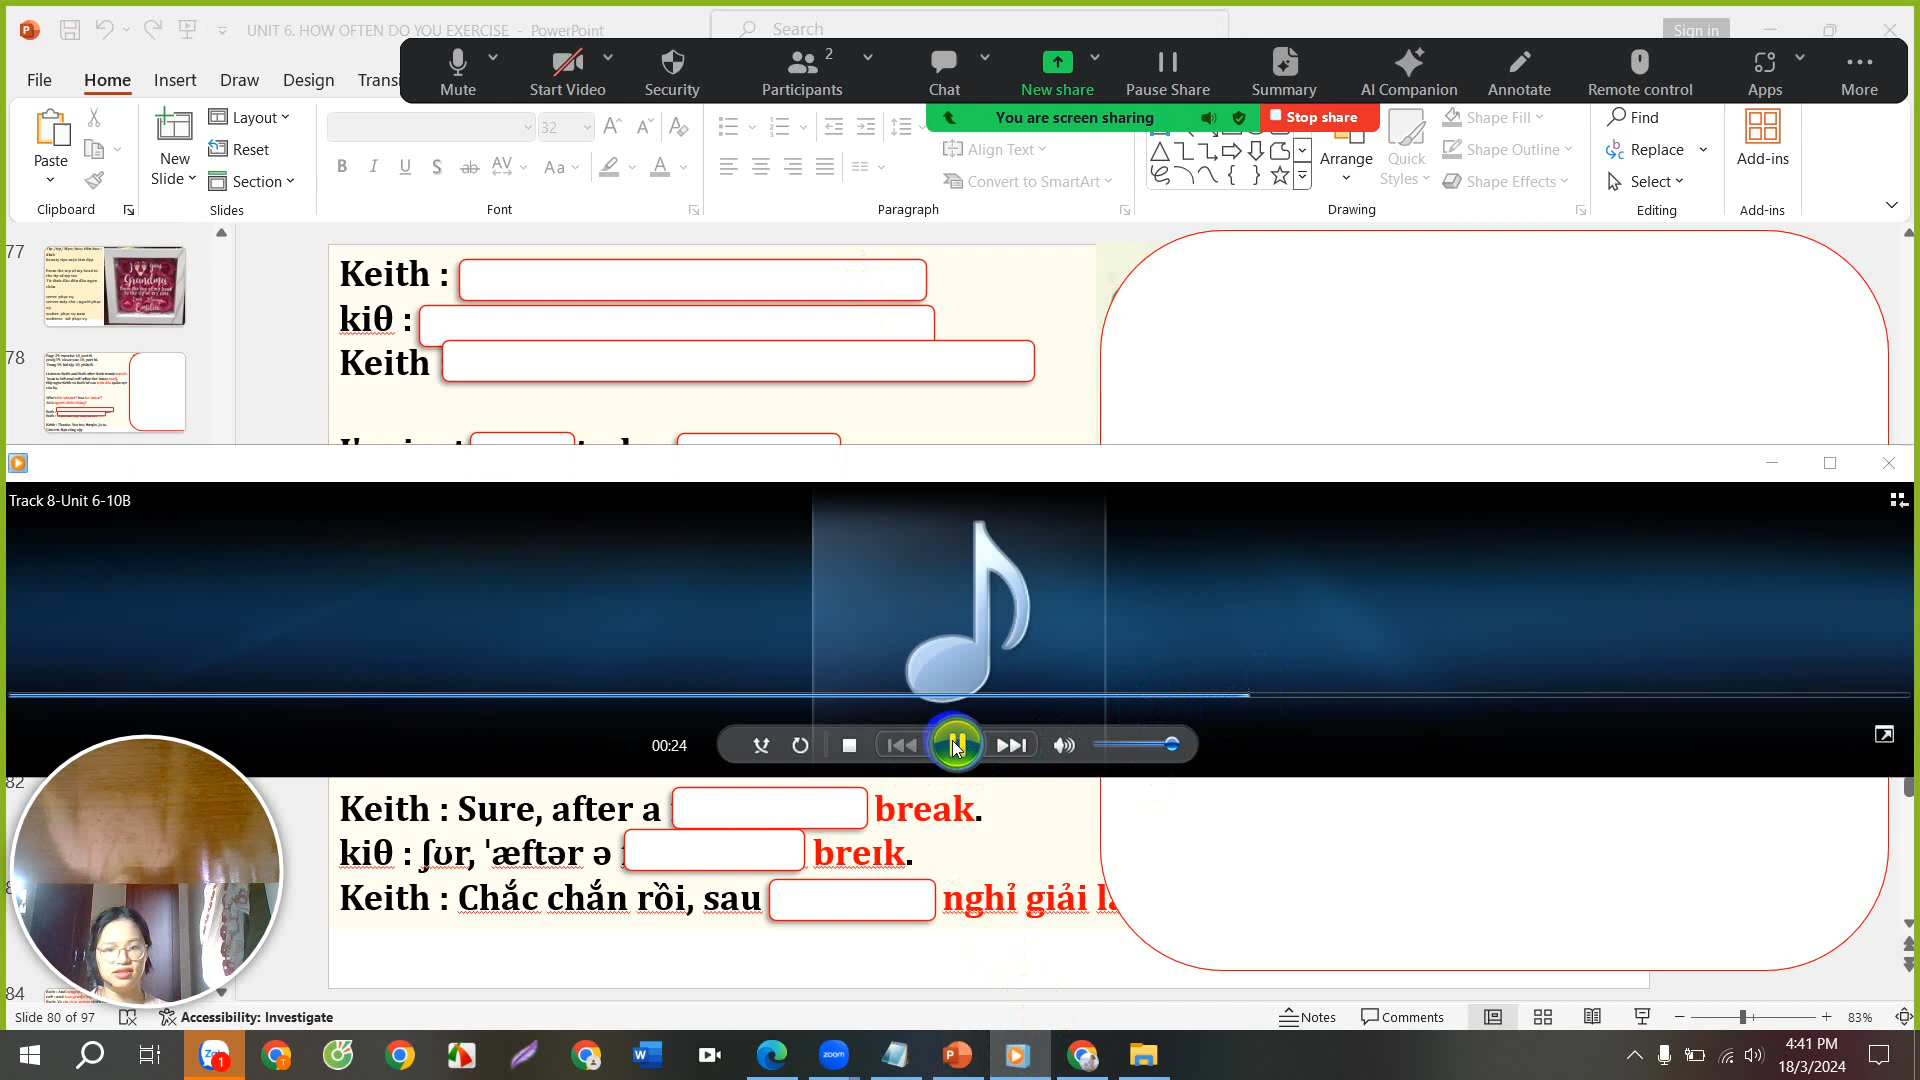 UNIT 6. HOW OFTEN DO YOU EXERCISE - PowerPoint
Search
Sign in
File Home Insert Draw Design Transi
Mute
Start Video
Security
Participants 2
Chat
New share
Pause Share
Summary
AI Companion
Annotate
Remote control
Apps
More
You are screen sharing
Stop share
Paste
New Slide
Layout
Reset
Section
32
Align Text
Convert to SmartArt
Arrange
Quick Styles
Shape Fill
Shape Outline
Shape Effects
Find
Replace
Select
Add-ins
Clipboard
Slides
Font
Paragraph
Drawing
Editing
Add-ins
77
78
Keith :
kiθ :
Keith
Track 8-Unit 6-10B
00:24
82
Keith : Sure, after a break.
kiθ : ʃʊr, 'æftər ə breɪk.
Keith : Chắc chắn rồi, sau nghỉ giải
84
Slide 80 of 97
Accessibility: Investigate
Notes
Comments
83%
zoom
4:41 PM
18/3/2024